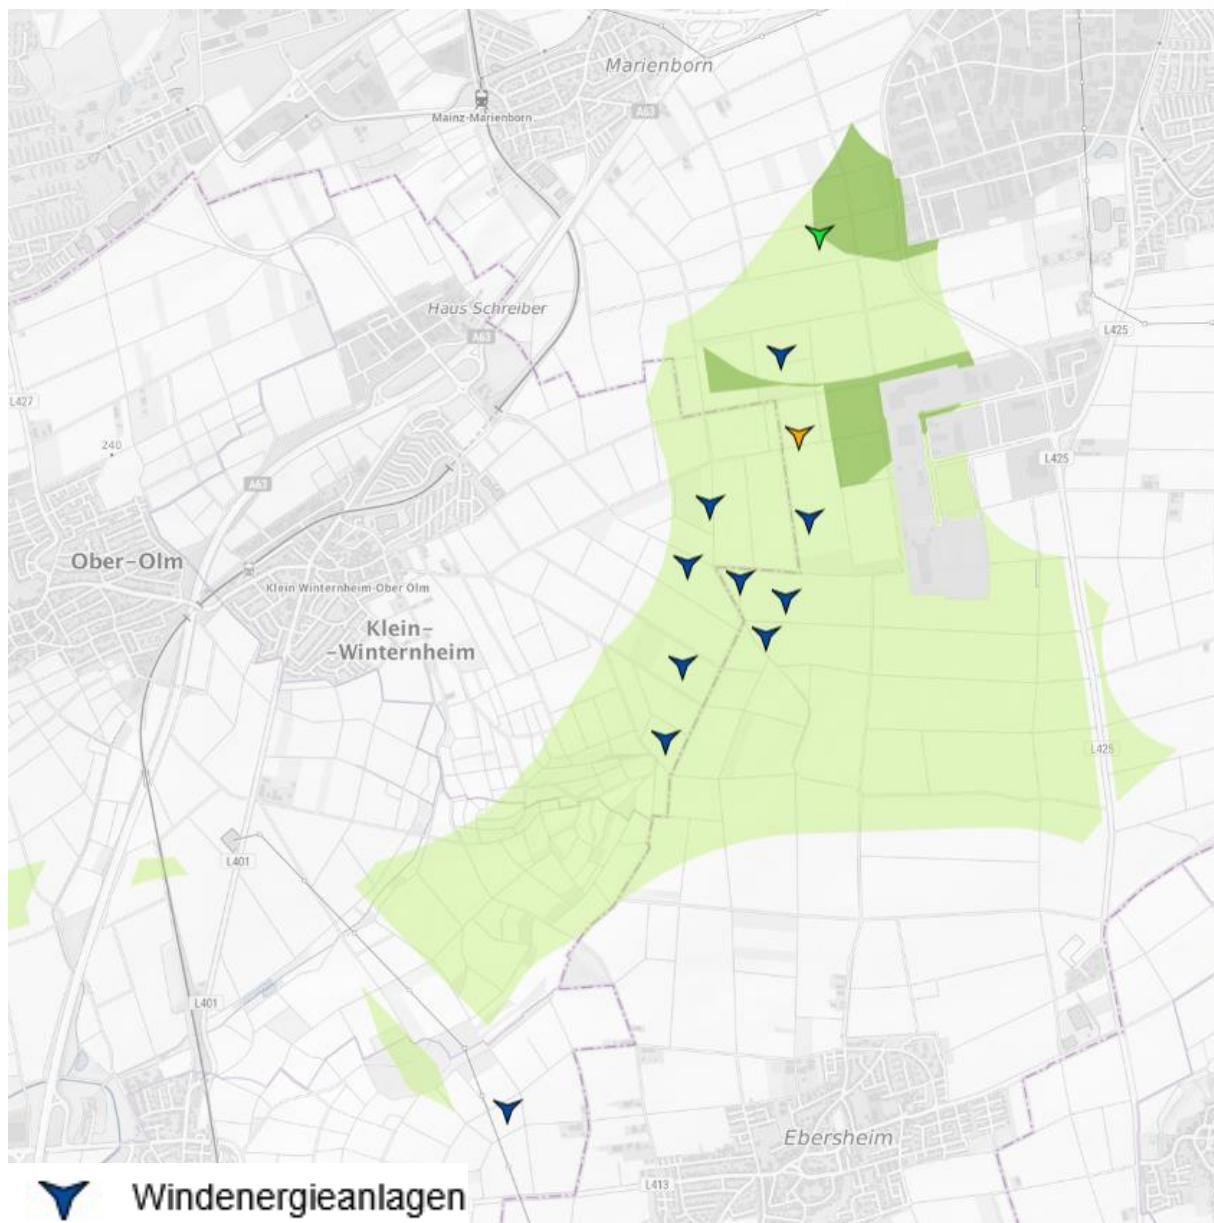 Marienborn
A63
Mainz-Marienborn
Haus Schreiber
A63
L425
L427
240
L425
A63
Ober-Olm
Klein Winternheim-Ober Olm
Klein-
-Winternheim
L425
L401
L401
Ebersheim
L413
Windenergieanlagen